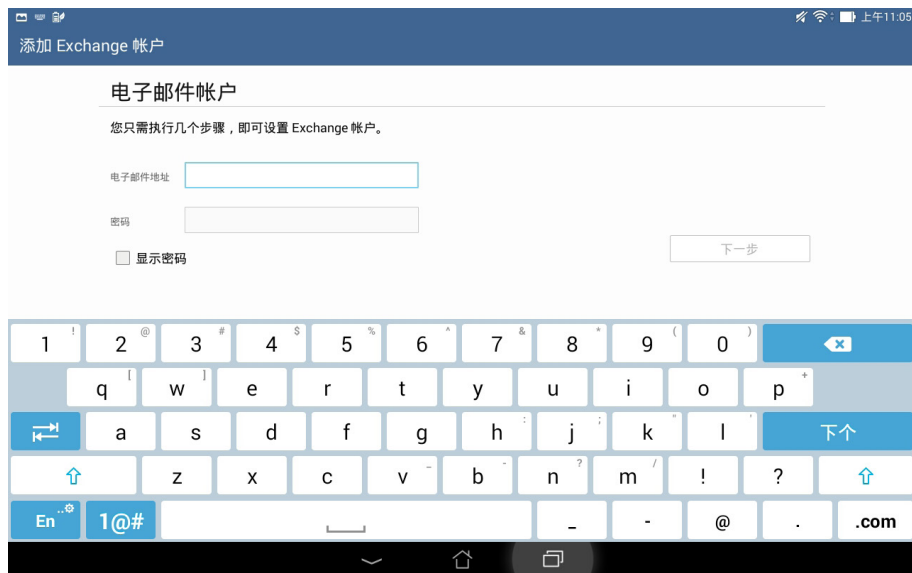 上午11:05
添加 Exchange 帐户
电子邮件帐户
您只需执行几个步骤，即可设置 Exchange 帐户。
电子邮件地址
密码
显示密码
下一步
1 ! 2 @ 3 # 4 $ 5 % 6 ^ 7 & 8 * 9 ( 0 )
q [ w ] e r t y u i o p +
a s d f g h : j ; k " l ' 下个
z x c v _ b - n ? m / ! ?
En 1@# _ - @ . .com